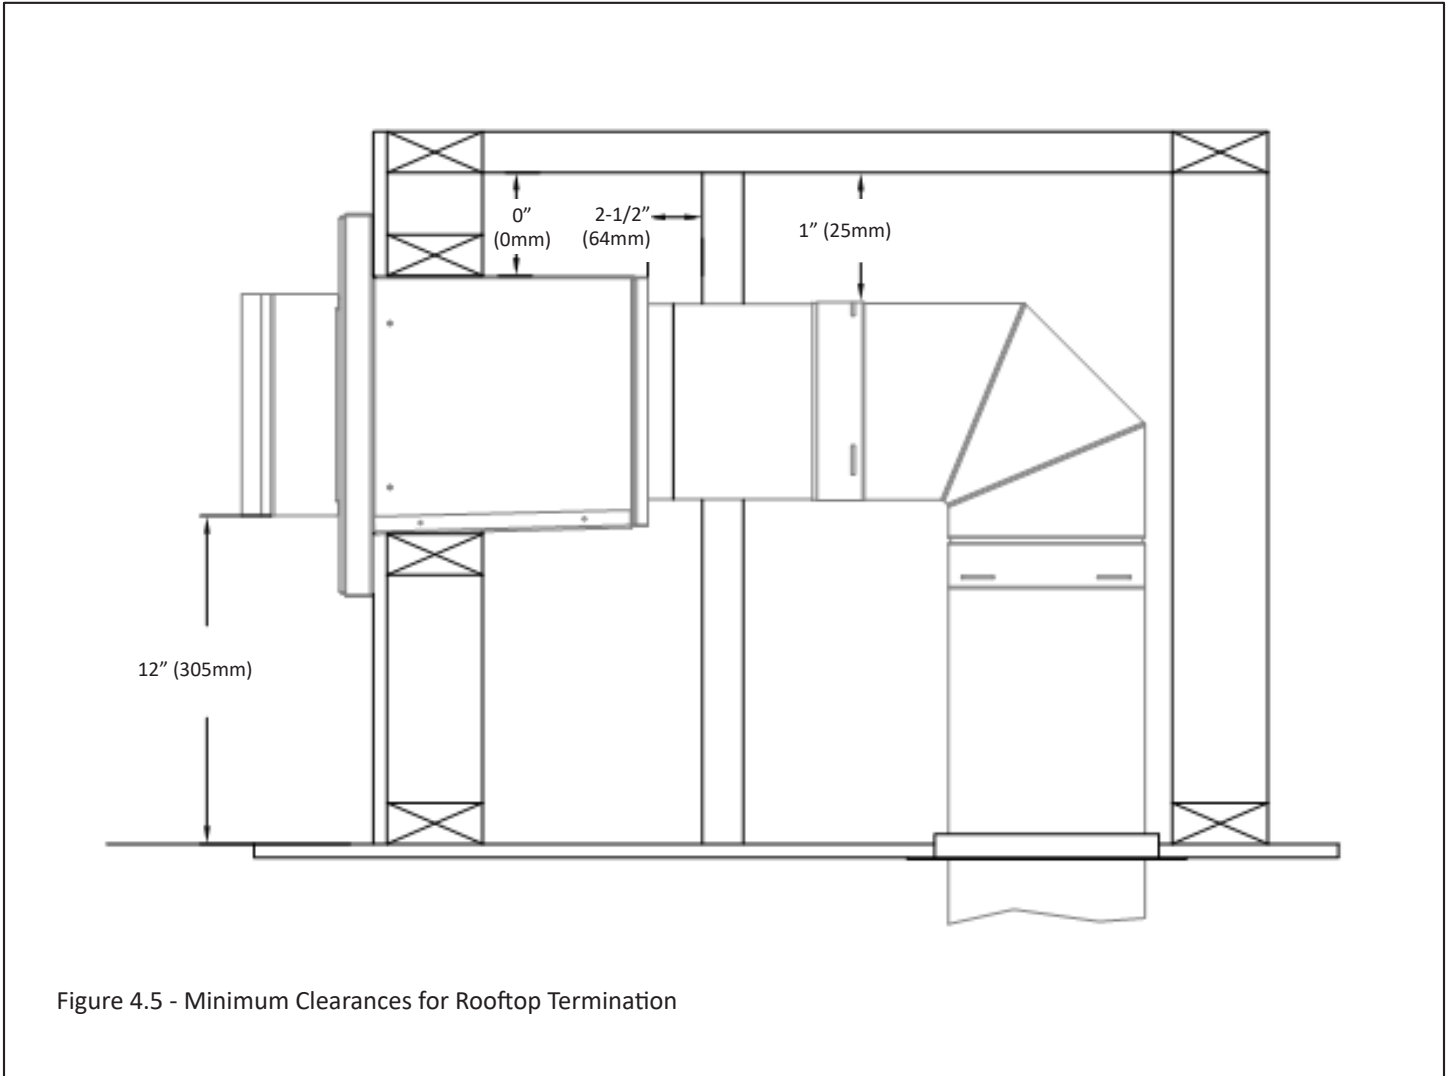 0”
(0mm)
2-1/2”
(64mm)
1” (25mm)
12” (305mm)
Figure 4.5 - Minimum Clearances for Rooftop Termination